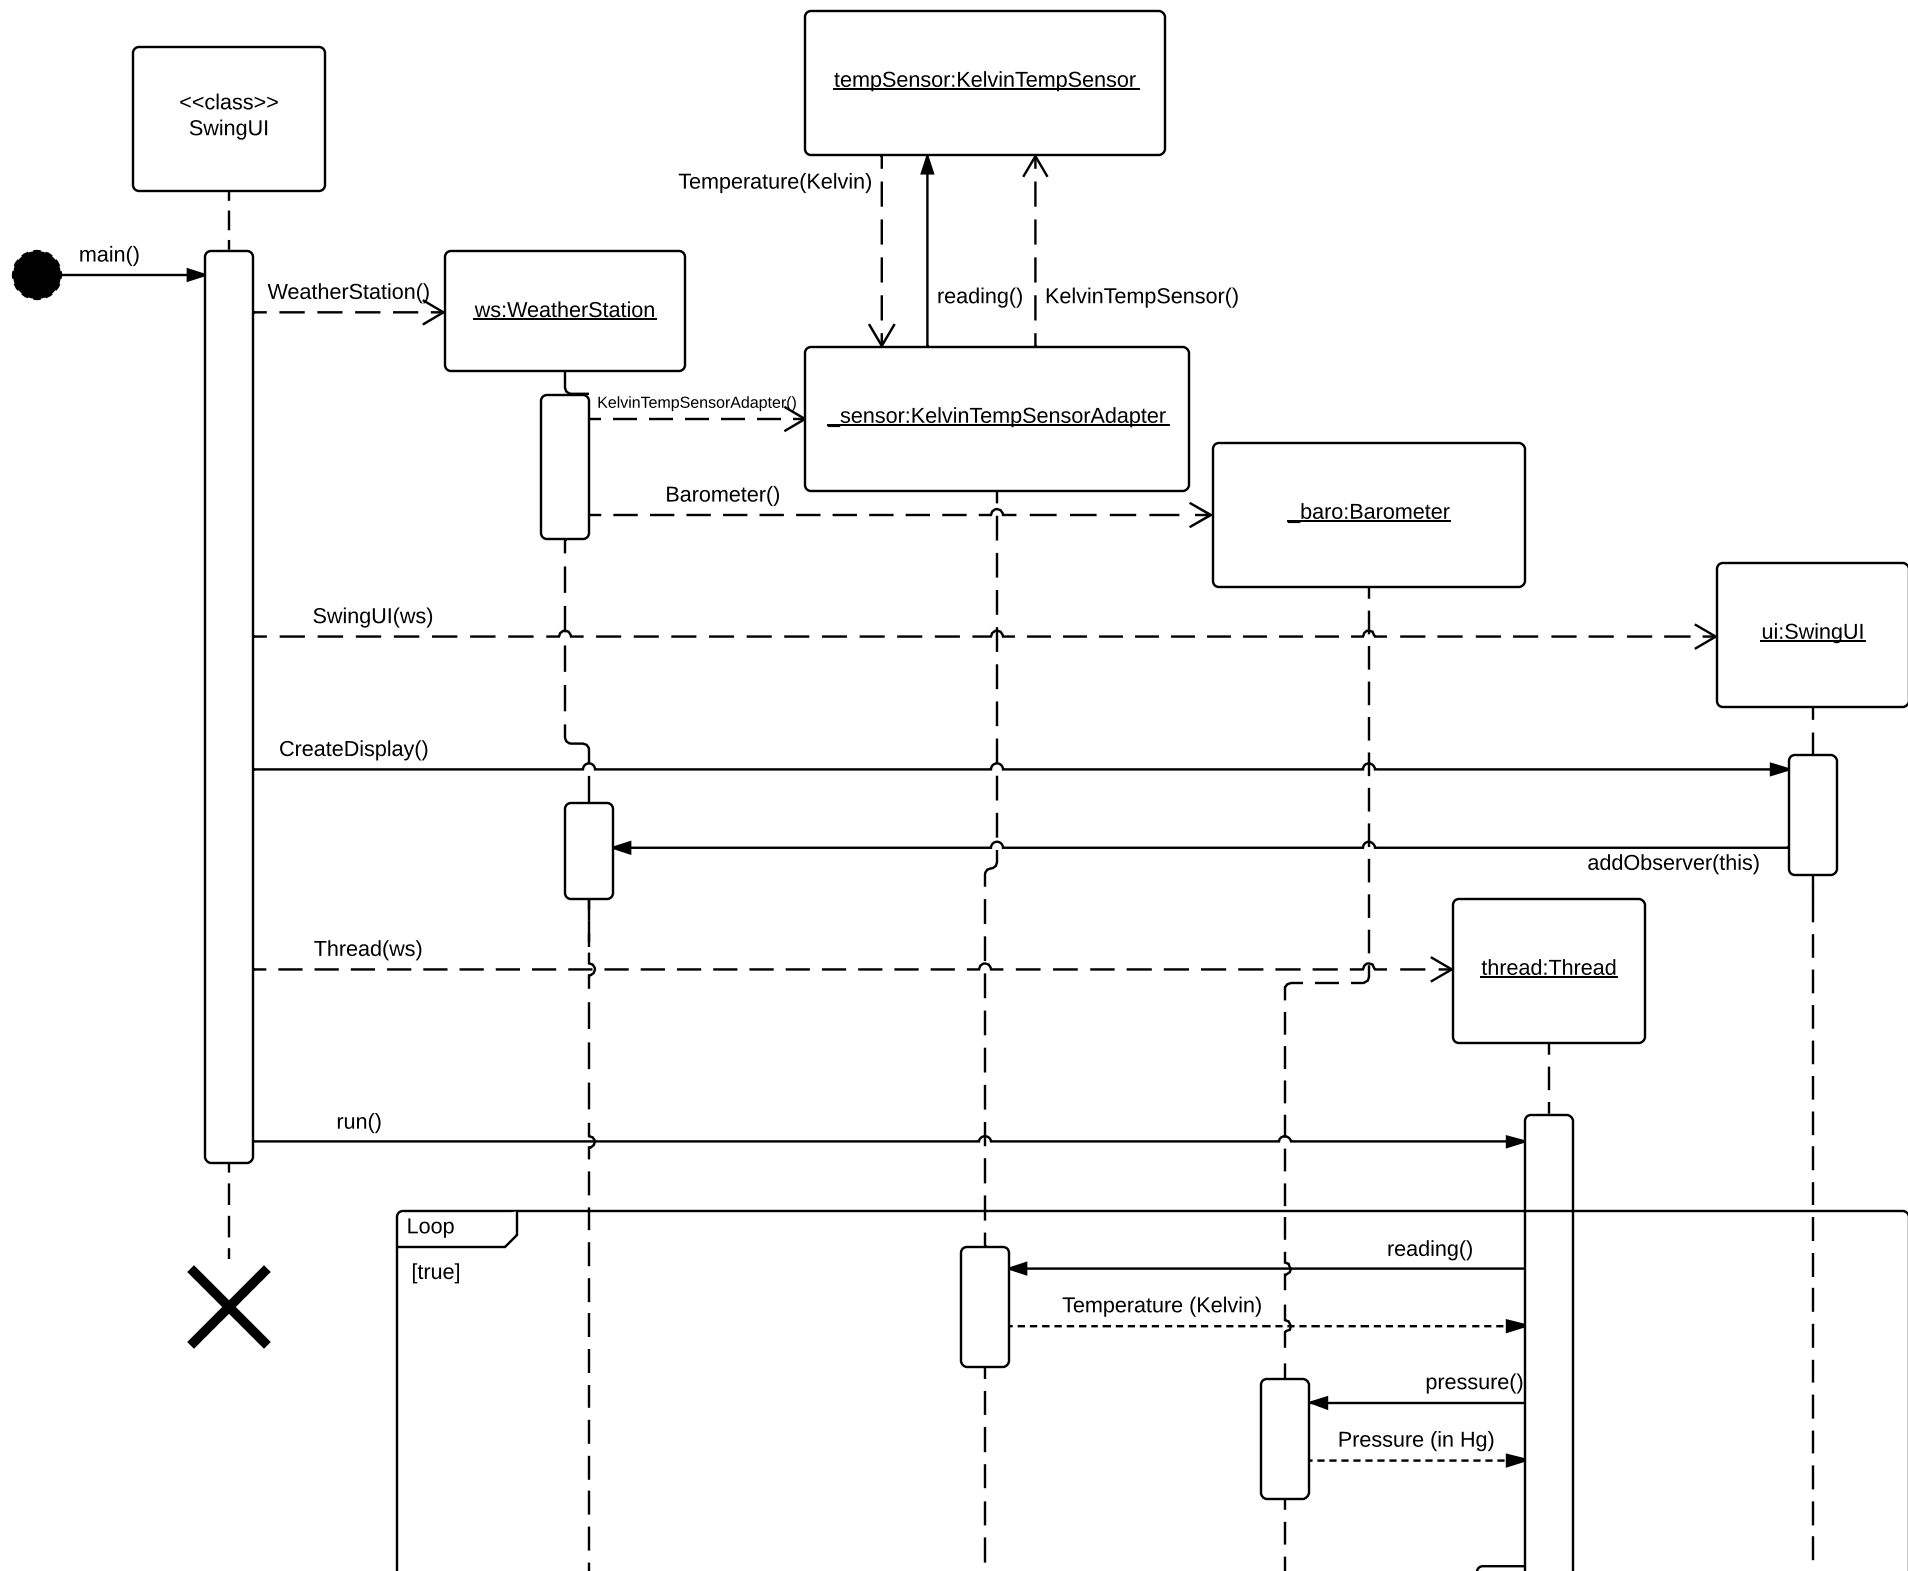 tempSensor:KelvinTempSensor
<<class>>
SwingUI
Temperature(Kelvin)
main()
WeatherStation()
ws:WeatherStation
reading()
KelvinTempSensor()
KelvinTempSensorAdapter()
_sensor:KelvinTempSensorAdapter
Barometer()
_baro:Barometer
SwingUI(ws)
ui:SwingUI
CreateDisplay()
addObserver(this)
Thread(ws)
thread:Thread
run()
Loop
[true]
reading()
Temperature (Kelvin)
pressure()
Pressure (in Hg)